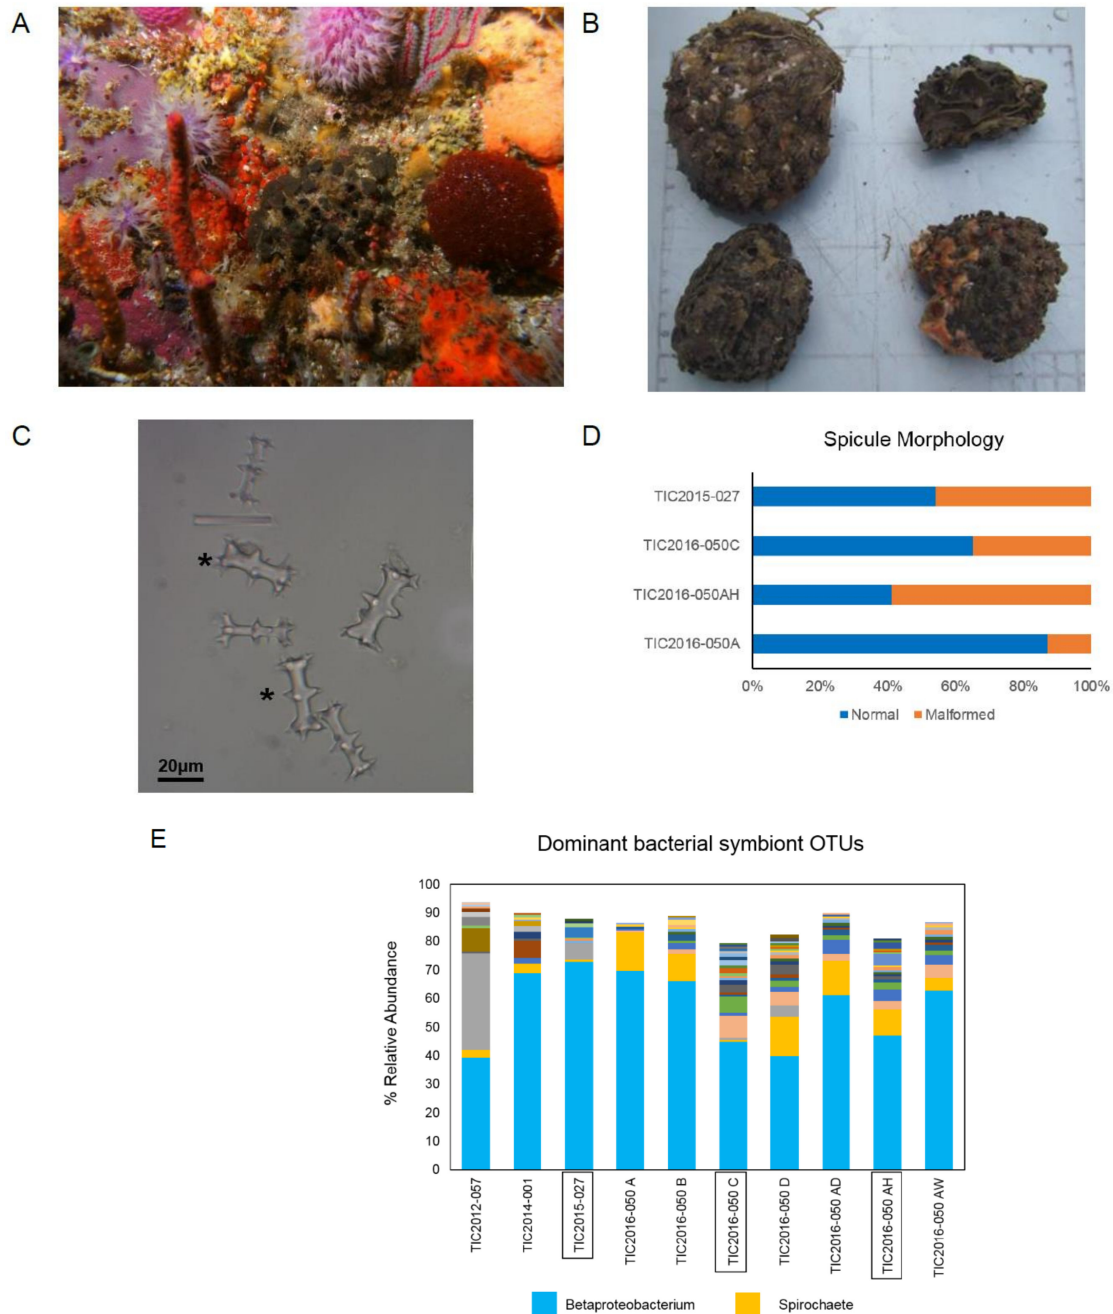 A
B
C
*
*
20µm
D
Spicule Morphology
TIC2015-027
TIC2016-050C
TIC2016-050AH
TIC2016-050A
0% 20% 40% 60% 80% 100%
Normal Malformed
E
Dominant bacterial symbiont OTUs
% Relative Abundance
100
90
80
70
60
50
40
30
20
10
0
TIC2012-057
TIC2014-001
TIC2015-027
TIC2016-050 A
TIC2016-050 B
TIC2016-050 C
TIC2016-050 D
TIC2016-050 AD
TIC2016-050 AH
TIC2016-050 AW
Betaproteobacterium Spirochaete